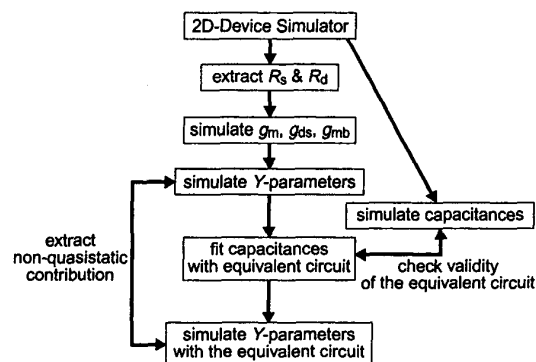 2D-Device Simulator
extract Rs & Rd
simulate gm, gds, gmb
simulate Y-parameters
simulate capacitances
extract
non-quasistatic
contribution
fit capacitances
with equivalent circuit
check validity
of the equivalent circuit
simulate Y-parameters
with the equivalent circuit